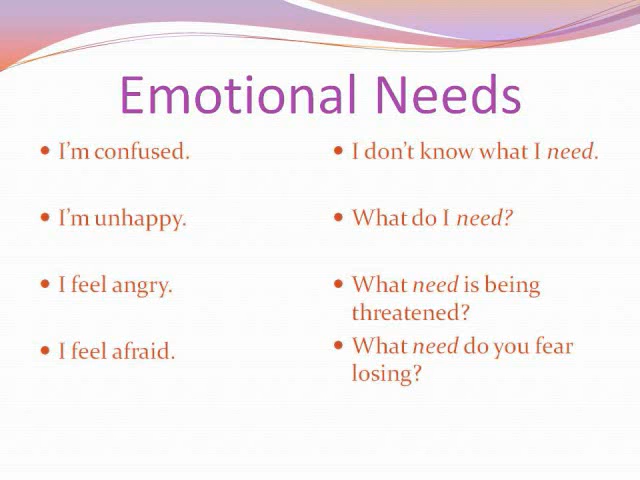 Emotional Needs
• I’m confused.
• I’m unhappy.
• I feel angry.
• I feel afraid.
• I don’t know what I need.
• What do I need?
• What need is being
threatened?
• What need do you fear
losing?